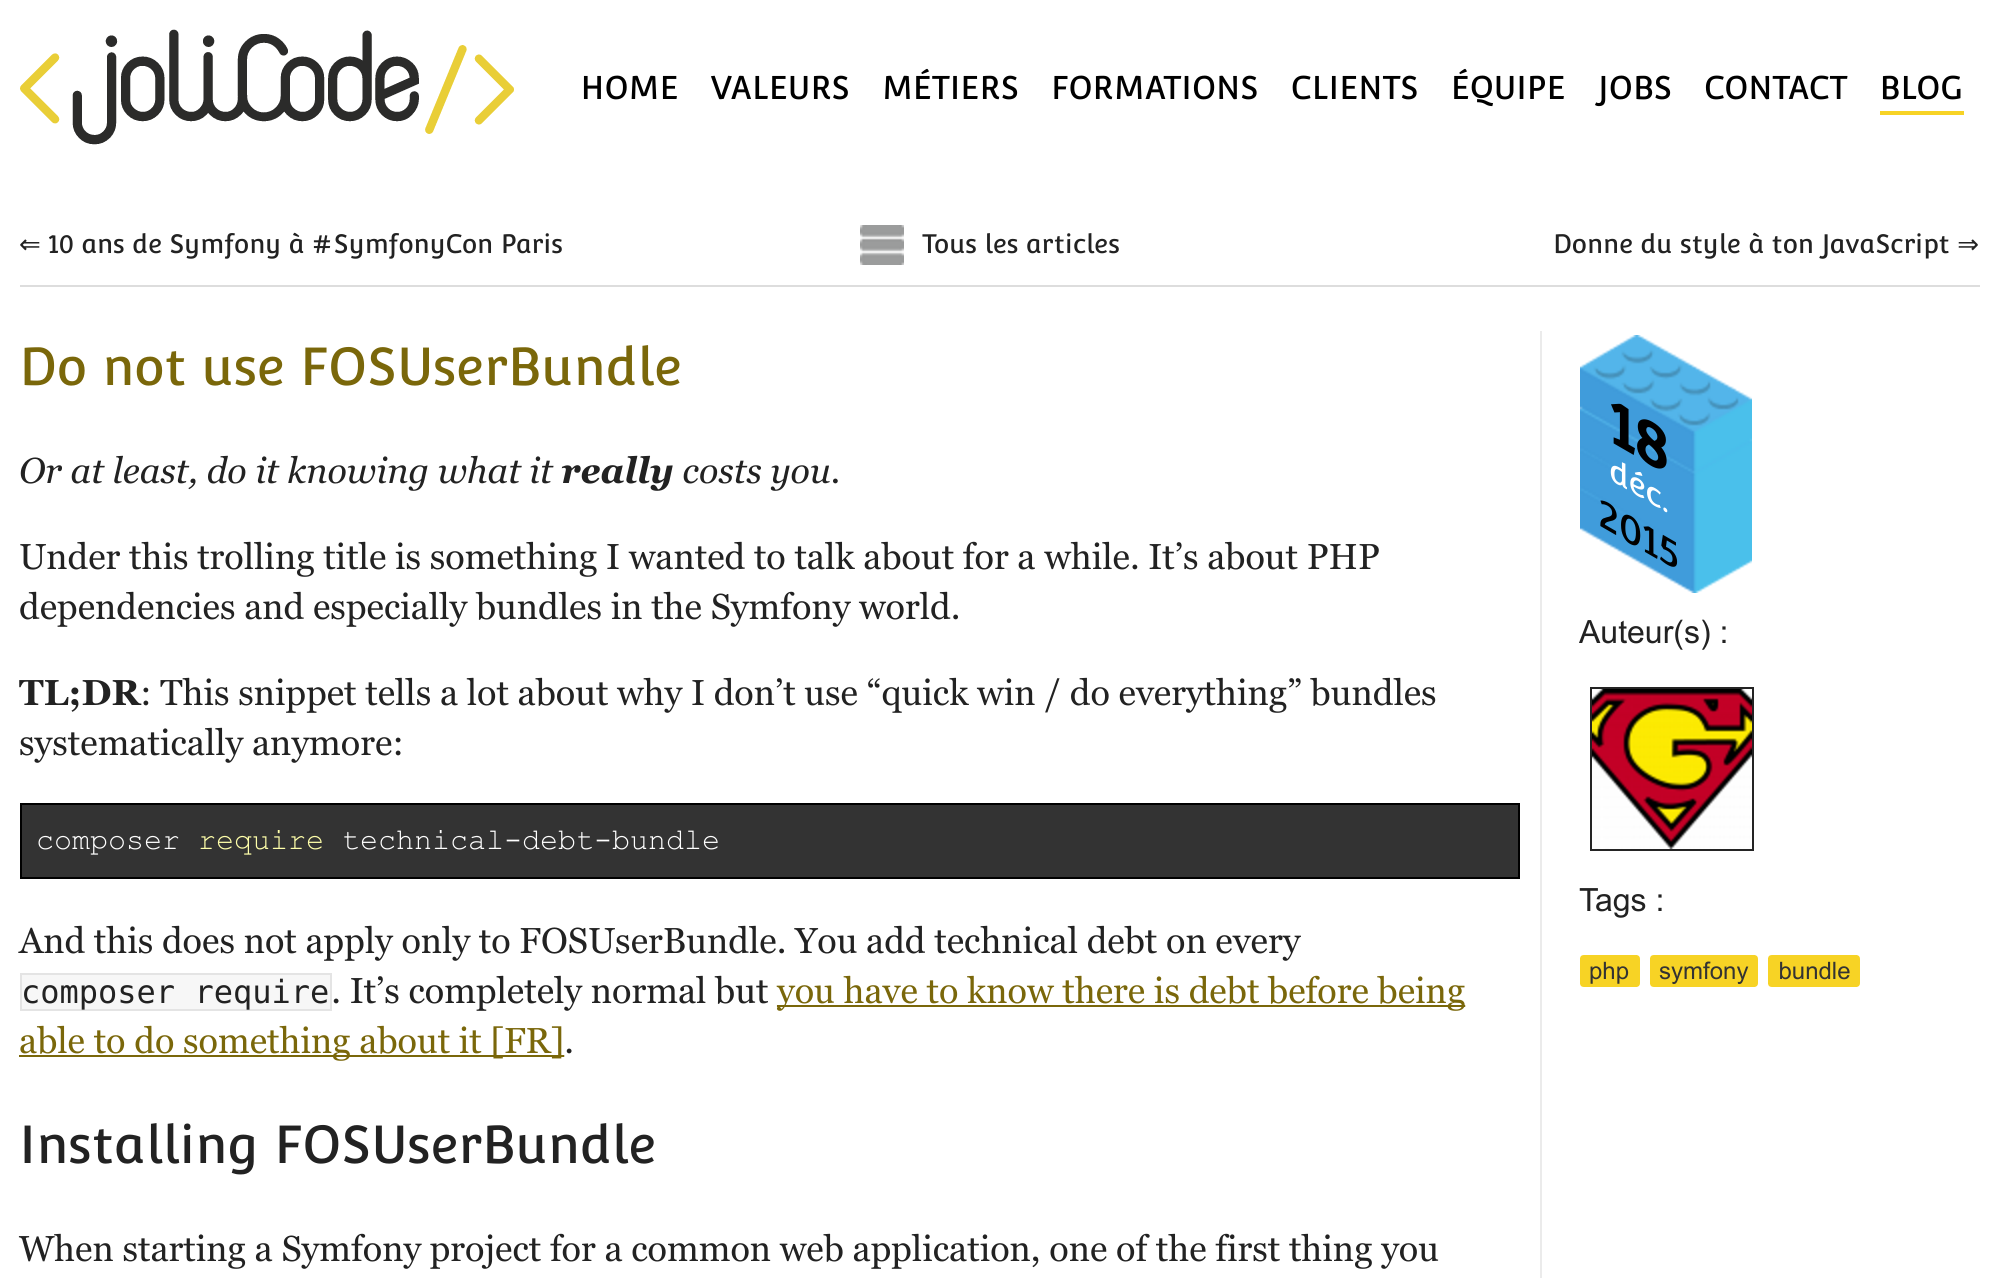 <joliCode/>
HOME VALEURS MÉTIERS FORMATIONS CLIENTS ÉQUIPE JOBS CONTACT BLOG
⇐ 10 ans de Symfony à #SymfonyCon Paris
Tous les articles
Donne du style à ton JavaScript ⇒
Do not use FOSUserBundle
Or at least, do it knowing what it really costs you.
Under this trolling title is something I wanted to talk about for a while. It’s about PHP
dependencies and especially bundles in the Symfony world.
TL;DR: This snippet tells a lot about why I don’t use “quick win / do everything” bundles
systematically anymore:
composer require technical-debt-bundle
And this does not apply only to FOSUserBundle. You add technical debt on every
composer require. It’s completely normal but you have to know there is debt before being
able to do something about it [FR].
Installing FOSUserBundle
When starting a Symfony project for a common web application, one of the first thing you
18
déc.
2015
Auteur(s) :
G
Tags :
php symfony bundle